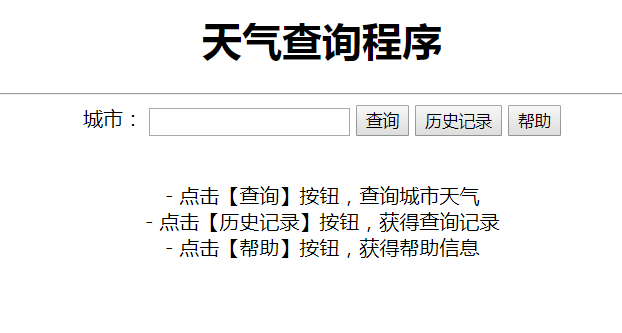 天气查询程序
城市： 查询 历史记录 帮助
- 点击【查询】按钮，查询城市天气
- 点击【历史记录】按钮，获得查询记录
- 点击【帮助】按钮，获得帮助信息